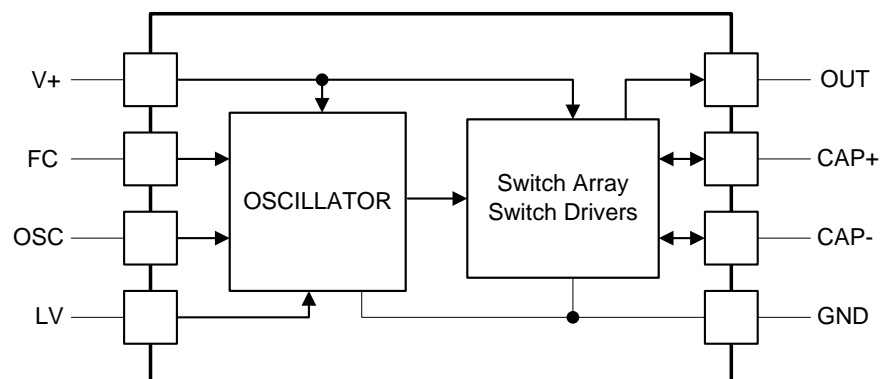 V+
OUT
FC
CAP+
OSCILLATOR
Switch Array
Switch Drivers
OSC
CAP-
LV
GND